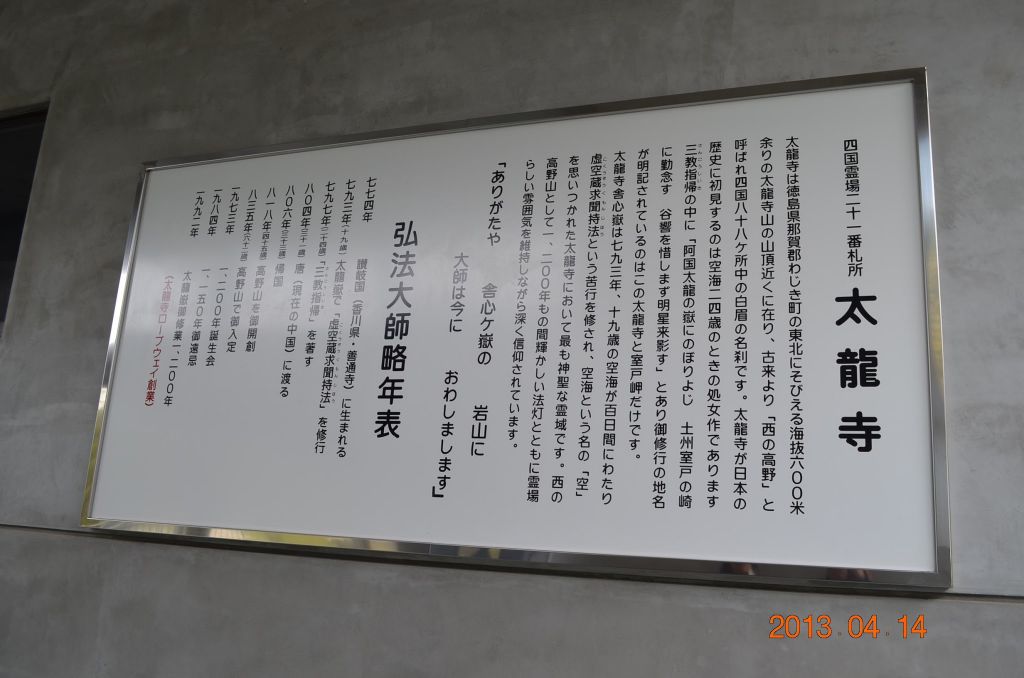 四国霊場二十一番札所 太龍寺
太龍寺は徳島県那賀郡わじき町の東北にそびえる海抜六〇〇米
余りの太龍寺山の山頂近くに在り、古来より「西の高野」と
呼ばれ四国八十八ケ所中の白眉の名刹です。太龍寺が日本の
歴史に初見するのは空海二四歳のときの処女作であります
三教指帰の中に「阿国太龍の嶽にのぼりよじ 土州室戸の崎
に勤念す 谷響を惜しまず明星来影す」とあり御修行の地名
が明記されているのはこの太龍寺と室戸岬だけです。
太龍寺舎心嶽は七九三年、十九歳の空海が百日間にわたり
虚空蔵求聞持法という苦行を修され、空海という名の「空」
を思いつかれた太龍寺において最も神聖な霊域です。西の
高野山として一、二〇〇年もの間輝かしい法灯とともに霊場
らしい雰囲気を維持しながら深く信仰されています。
「ありがたや
舎心ケ嶽の 岩山に
大師は今に おわしまします」
弘法大師略年表
七七四年 讃岐国（香川県・善通寺）に生まれる
七九三年（十九歳）太龍嶽で「虚空蔵求聞持法」を修行
七九七年（二十四歳）「三教指帰」を著す
八〇四年（三十一歳）唐（現在の中国）に渡る
八〇六年（三十三歳）帰国
八一八年（四十五歳）高野山を御開創
八三五年（六十二歳）高野山で御入定
一九七三年 一、二〇〇年誕生会
一九八四年 一、一五〇年御遠忌
一九九二年 太龍嶽御修業一、二〇〇年
（太龍寺ロープウェイ創業）
2013.04.14